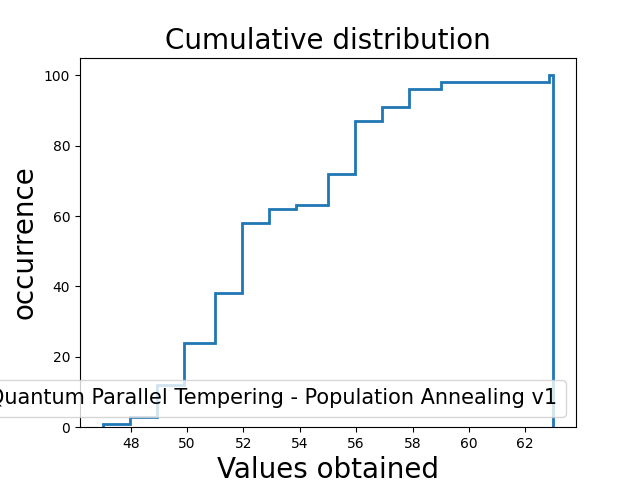 Cumulative distribution
occurrence
100
80
60
40
20
0
Quantum Parallel Tempering - Population Annealing v1
48 50 52 54 56 58 60 62
Values obtained